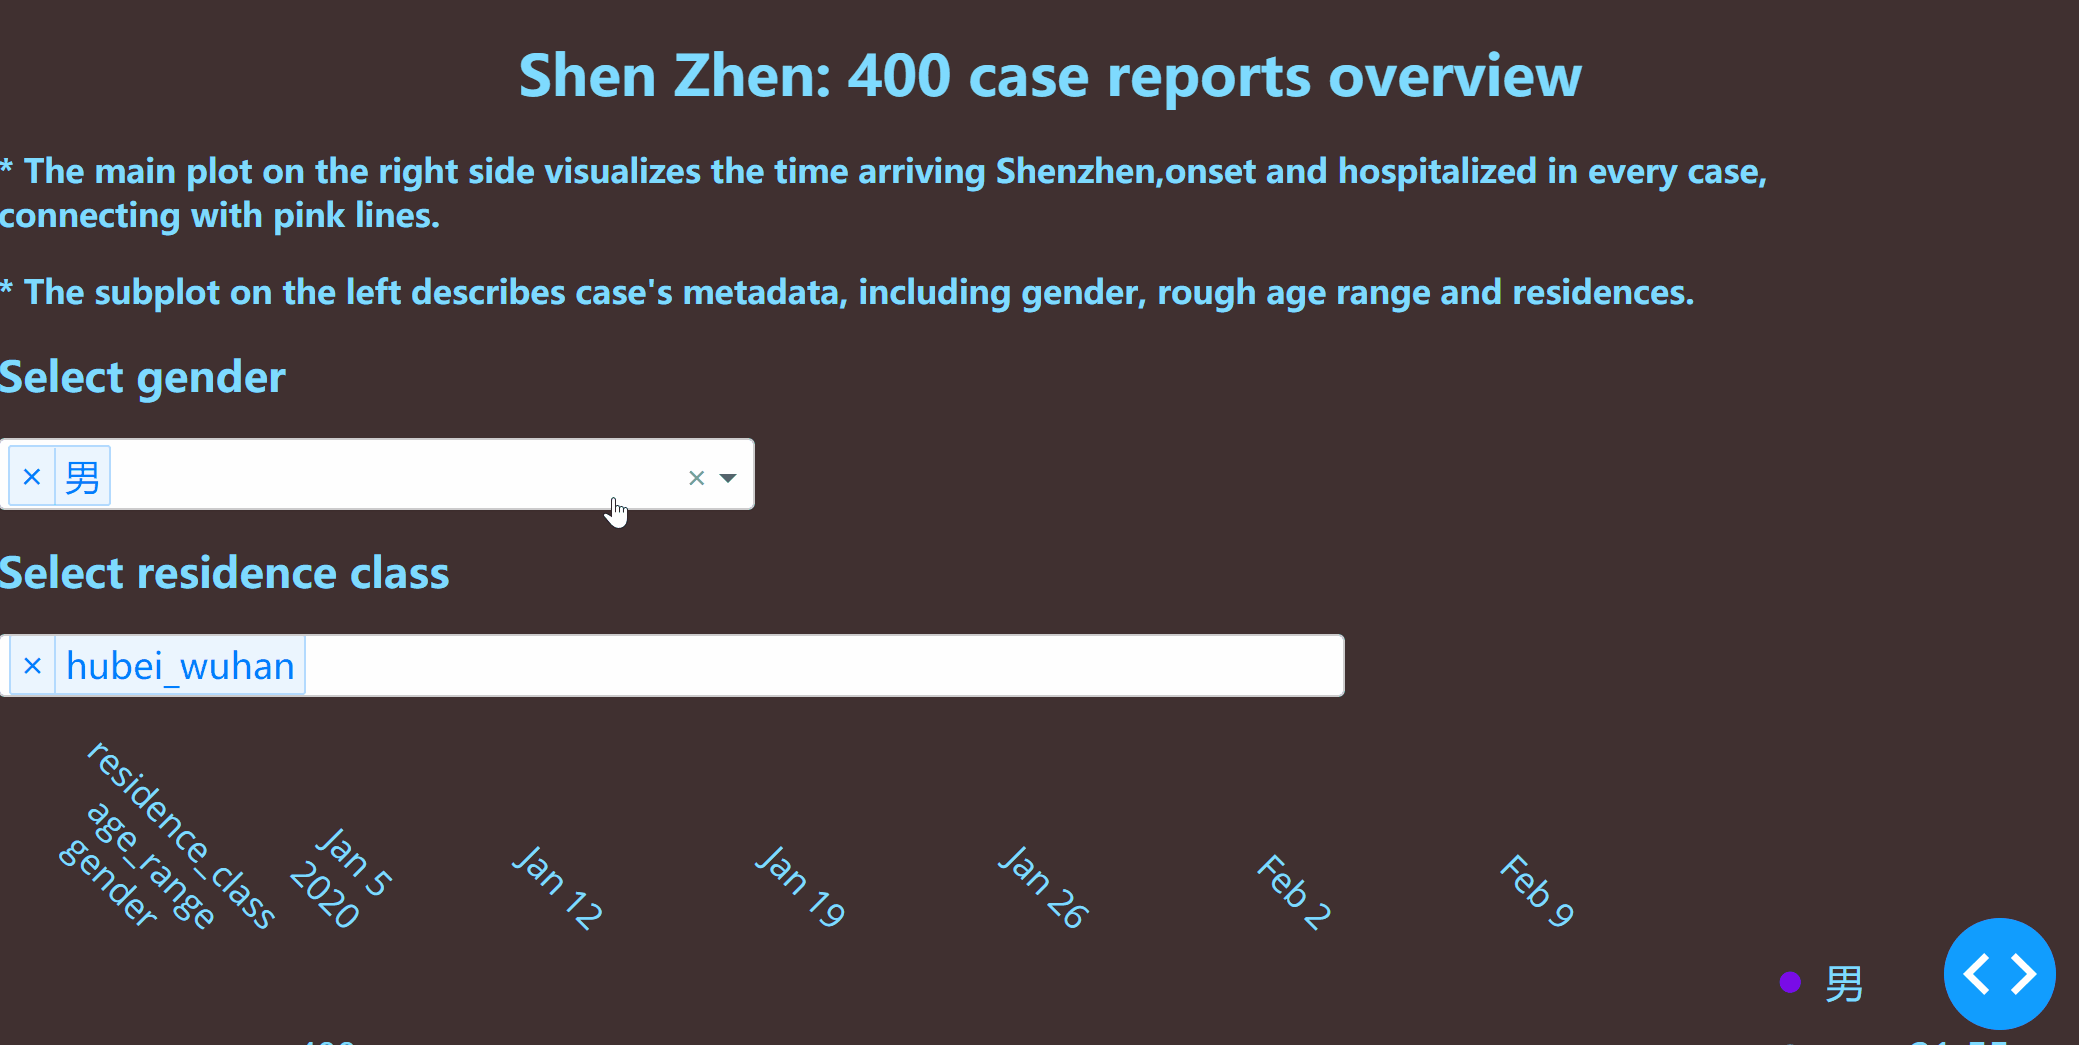 Shen Zhen: 400 case reports overview
* The main plot on the right side visualizes the time arriving Shenzhen,onset and hospitalized in every case,
connecting with pink lines.
* The subplot on the left describes case's metadata, including gender, rough age range and residences.
Select gender
× 男
Select residence class
× hubei_wuhan
residence_class
age_range
gender
Jan 5
2020
Jan 12
Jan 19
Jan 26
Feb 2
Feb 9
男